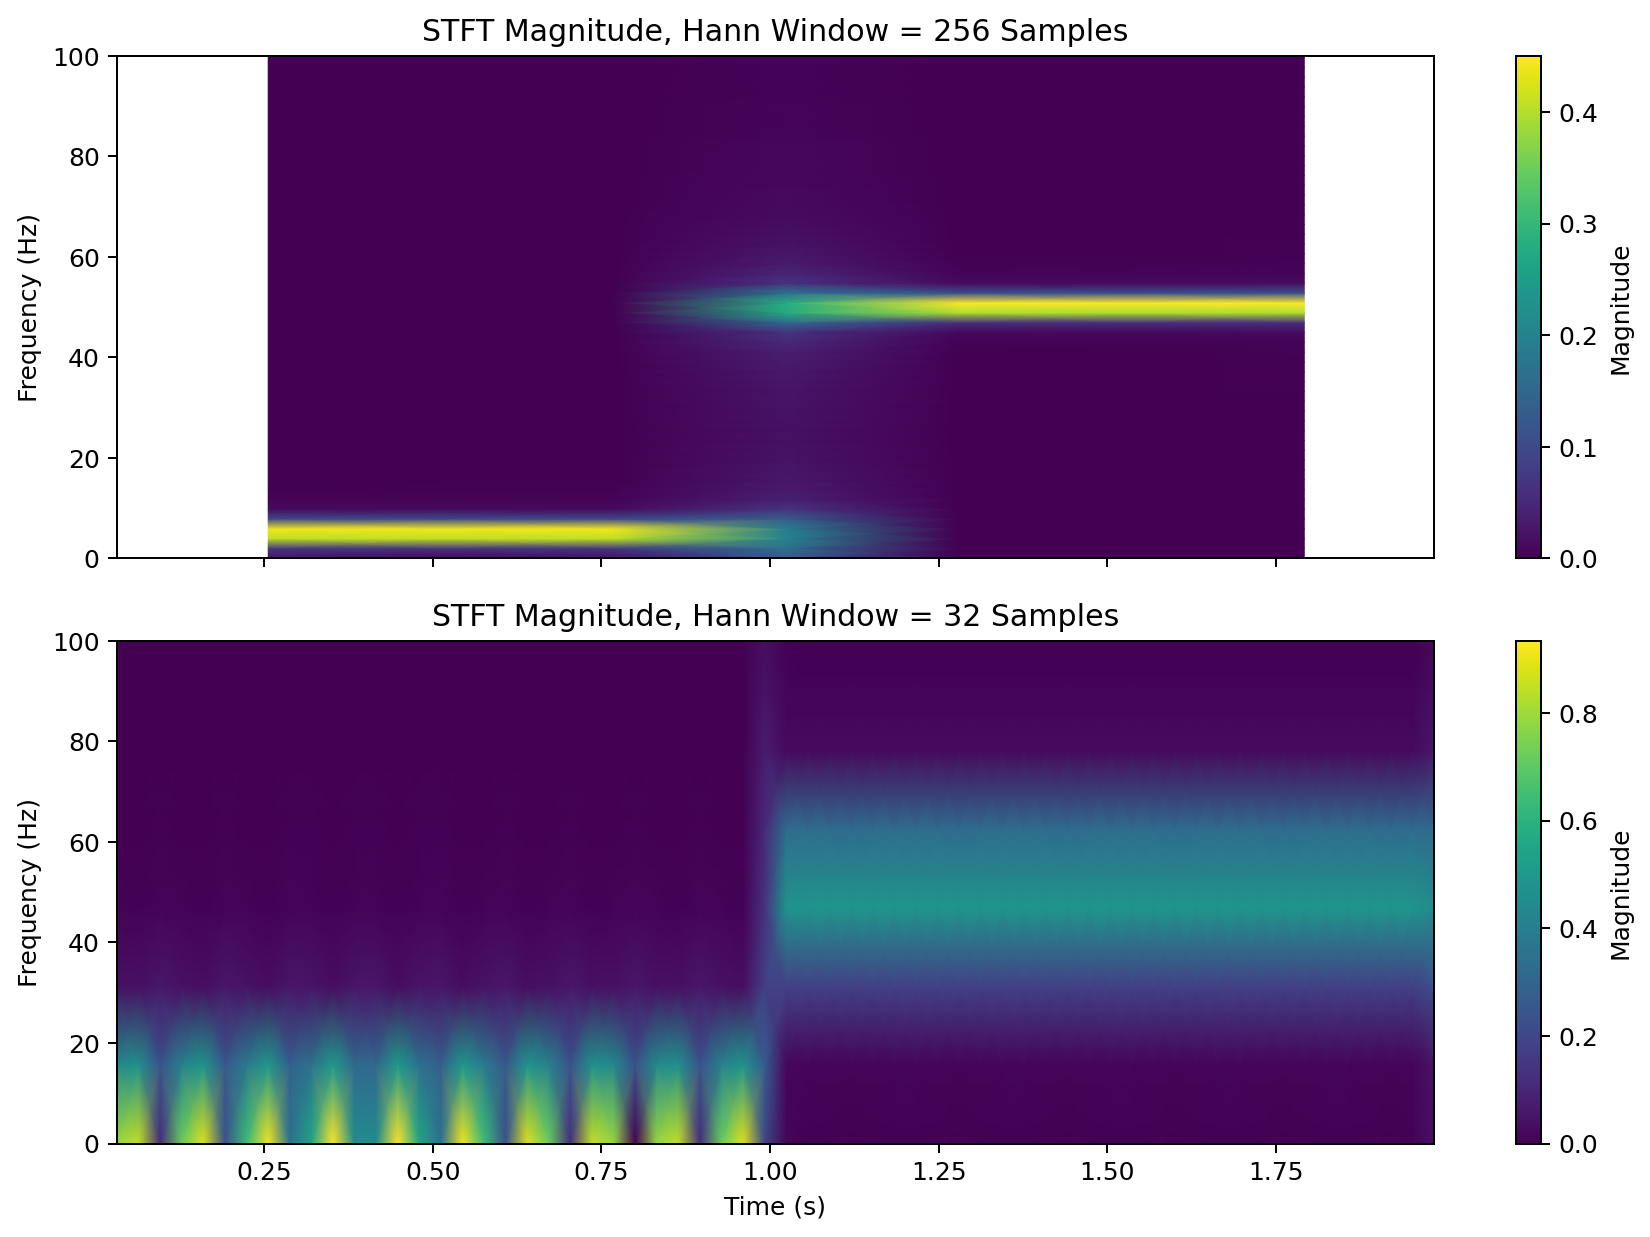 STFT Magnitude, Hann Window = 256 Samples
100
80
60
40
20
0
Frequency (Hz)
0.4
0.3
0.2
0.1
0.0
Magnitude
STFT Magnitude, Hann Window = 32 Samples
100
80
60
40
20
0
Frequency (Hz)
0.25 0.50 0.75 1.00 1.25 1.50 1.75
Time (s)
0.8
0.6
0.4
0.2
0.0
Magnitude